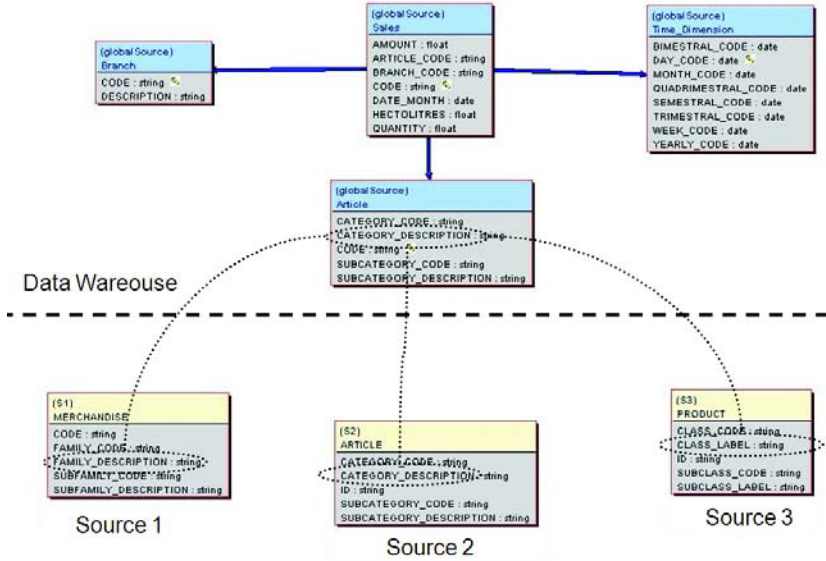 (globalSource)
Sales
AMOUNT : float
ARTICLE_CODE : string
BRANCH_CODE : string
CODE : string
DATE_MONTH : date
HECTOLITRES : float
QUANTITY : float
(globalSource)
Branch
CODE : string
DESCRIPTION : string
(globalSource)
Time_Dimension
BIMESTRAL_CODE : date
DAY_CODE : date
MONTH_CODE : date
QUADRIMESTRAL_CODE : date
SEMESTRAL_CODE : date
TRIMESTRAL_CODE : date
WEEK_CODE : date
YEARLY_CODE : date
(globalSource)
Article
CATEGORY_CODE : string
CATEGORY_DESCRIPTION : string
CODE : string
SUBCATEGORY_CODE : string
SUBCATEGORY_DESCRIPTION : string
Data Wareouse
(S1)
MERCHANDISE
CODE : string
FAMILY_CODE : string
FAMILY_DESCRIPTION : string
SUBFAMILY_CODE : string
SUBFAMILY_DESCRIPTION : string
Source 1
(S2)
ARTICLE
CATEGORY_CODE : string
CATEGORY_DESCRIPTION : string
ID : string
SUBCATEGORY_CODE : string
SUBCATEGORY_DESCRIPTION : string
Source 2
(S3)
PRODUCT
CLASS_CODE : string
CLASS_LABEL : string
ID : string
SUBCLASS_CODE : string
SUBCLASS_LABEL : string
Source 3